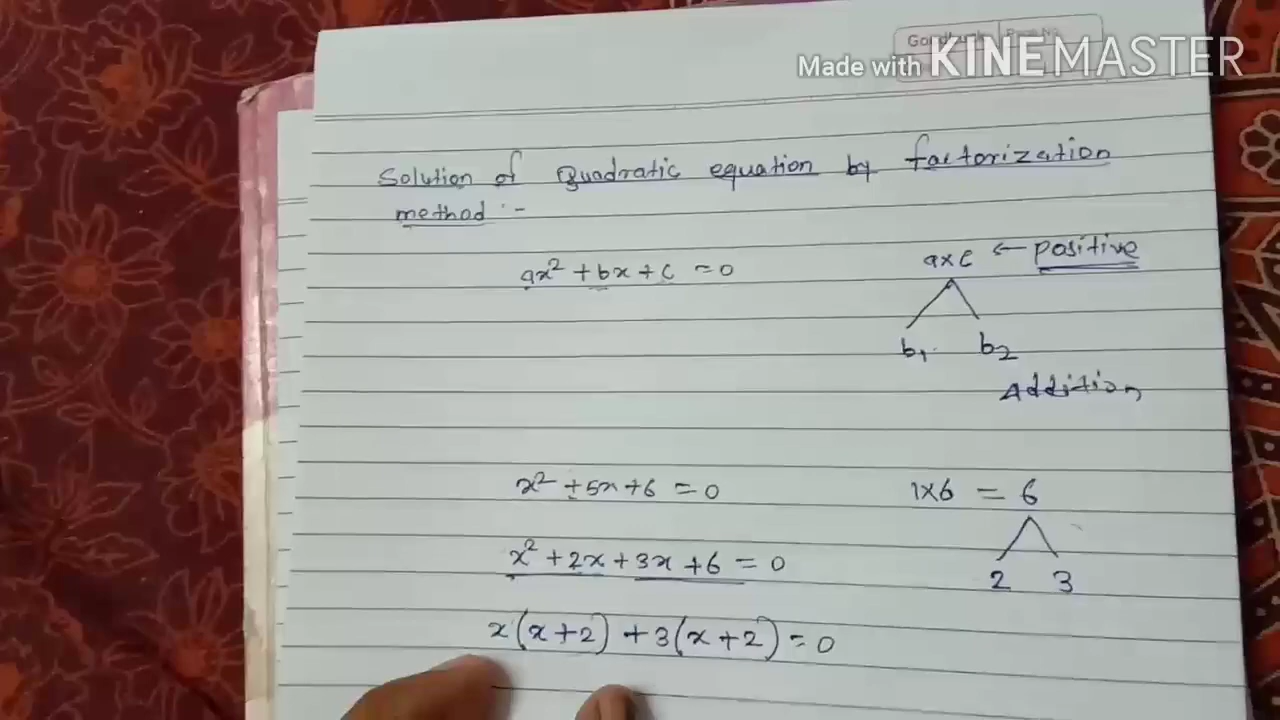 Made with KINEMASTER
Solution of Quadratic equation by factorization
method :-
ax² + bx + c = 0
a×c ← positive
b₁ b₂
Addition
x² + 5x + 6 = 0
1×6 = 6
x² + 2x + 3x + 6 = 0
2 3
x(x+2) + 3(x+2) = 0